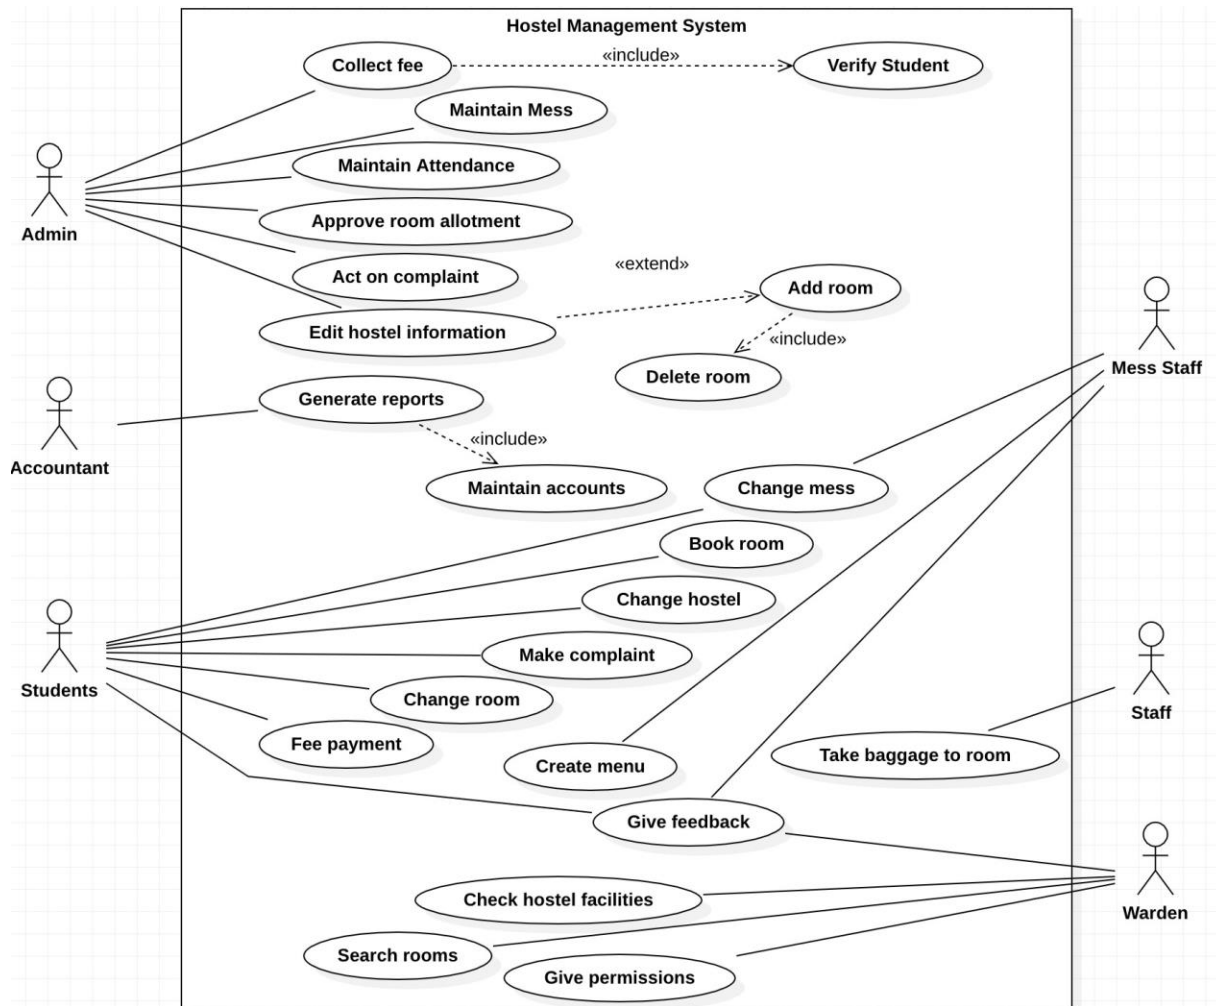 Hostel Management System
Collect fee
«include»
Verify Student
Maintain Mess
Maintain Attendance
Admin
Approve room allotment
Act on complaint
«extend»
Add room
Edit hostel information
«include»
Delete room
Mess Staff
Generate reports
Accountant
«include»
Maintain accounts
Change mess
Book room
Change hostel
Make complaint
Students
Change room
Staff
Fee payment
Create menu
Take baggage to room
Give feedback
Check hostel facilities
Warden
Search rooms
Give permissions